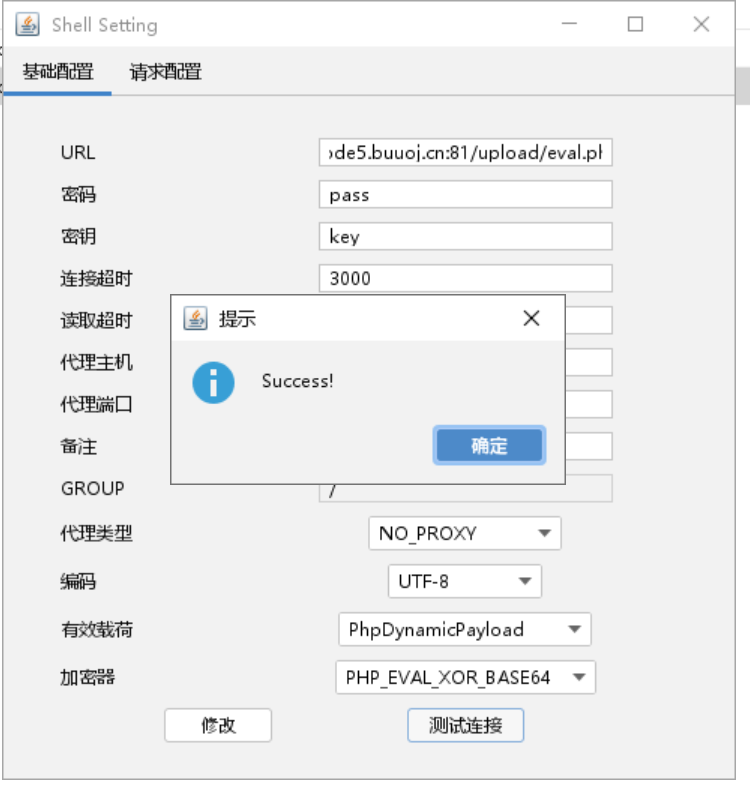 Shell Setting
基础配置 请求配置
URL ode5.buuoj.cn:81/upload/eval.ph
密码 pass
密钥 key
连接超时 3000
读取超时
提示
代理主机
Success!
代理端口
备注
确定
GROUP /
代理类型 NO_PROXY
编码 UTF-8
有效载荷 PhpDynamicPayload
加密器 PHP_EVAL_XOR_BASE64
修改 测试连接